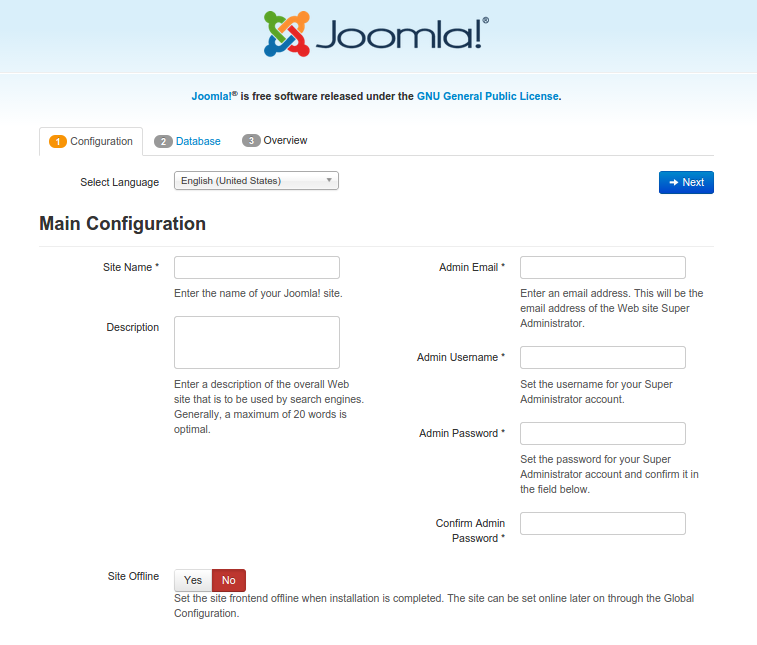 Joomla!®
Joomla!® is free software released under the GNU General Public License.
1 Configuration
2 Database
3 Overview
Select Language
English (United States)
Next
Main Configuration
Site Name *
Enter the name of your Joomla! site.
Description
Enter a description of the overall Web
site that is to be used by search engines.
Generally, a maximum of 20 words is
optimal.
Admin Email *
Enter an email address. This will be the
email address of the Web site Super
Administrator.
Admin Username *
Set the username for your Super
Administrator account.
Admin Password *
Set the password for your Super
Administrator account and confirm it in
the field below.
Confirm Admin
Password *
Site Offline
Yes No
Set the site frontend offline when installation is completed. The site can be set online later on through the Global
Configuration.